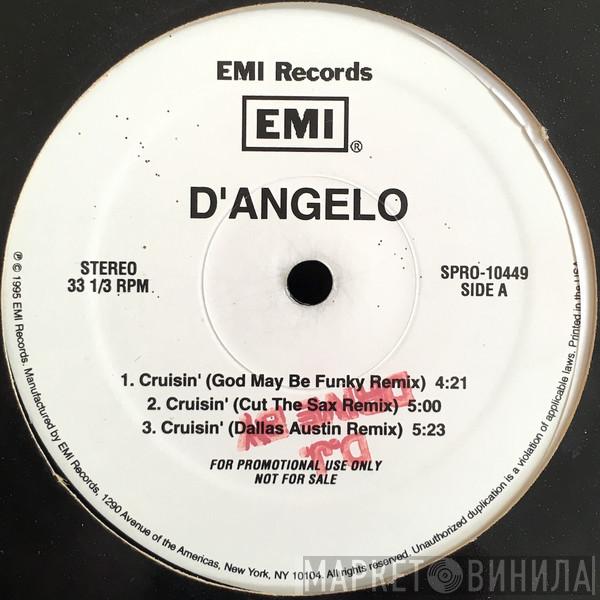 EMI Records
EMI®
D'ANGELO
STEREO
33 1/3 RPM
SPRO-10449
SIDE A
1. Cruisin' (God May Be Funky Remix) 4:21
2. Cruisin' (Cut The Sax Remix) 5:00
3. Cruisin' (Dallas Austin Remix) 5:23
FOR PROMOTIONAL USE ONLY
NOT FOR SALE
D.J.
DRIVE BY
℗ © 1995 EMI Records. Manufactured by EMI Records, 1290 Avenue of the Americas, New York, NY 10104. All rights reserved. Unauthorized duplication is a violation of applicable laws. Printed in the USA.
МАРКЕТ ВИНИЛА